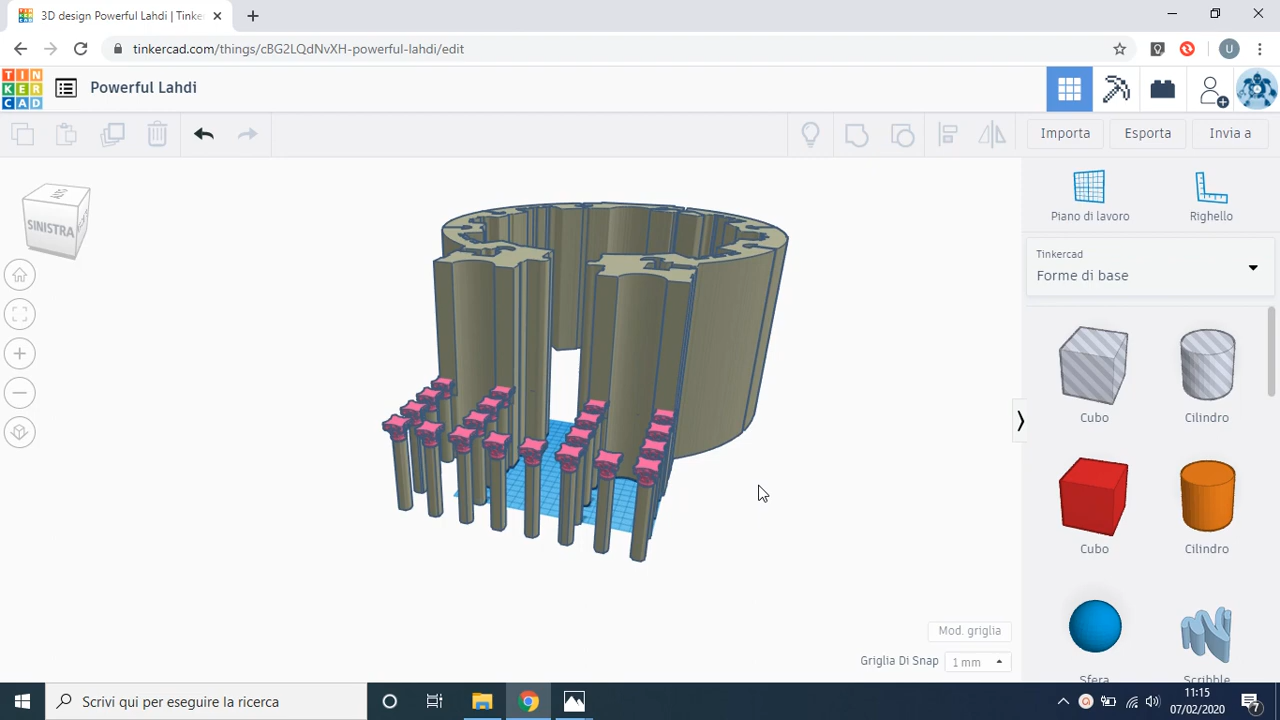 3D design Powerful Lahdi | Tinker
tinkercad.com/things/cBG2LQdNvXH-powerful-lahdi/edit
U
TIN
KER
CAD
Powerful Lahdi
Importa
Esporta
Invia a
SINISTRA
Piano di lavoro
Righello
Tinkercad
Forme di base
Cubo
Cilindro
Cubo
Cilindro
Sfera
Scribble
Mod. griglia
Griglia Di Snap
1 mm
Scrivi qui per eseguire la ricerca
11:15
07/02/2020
7